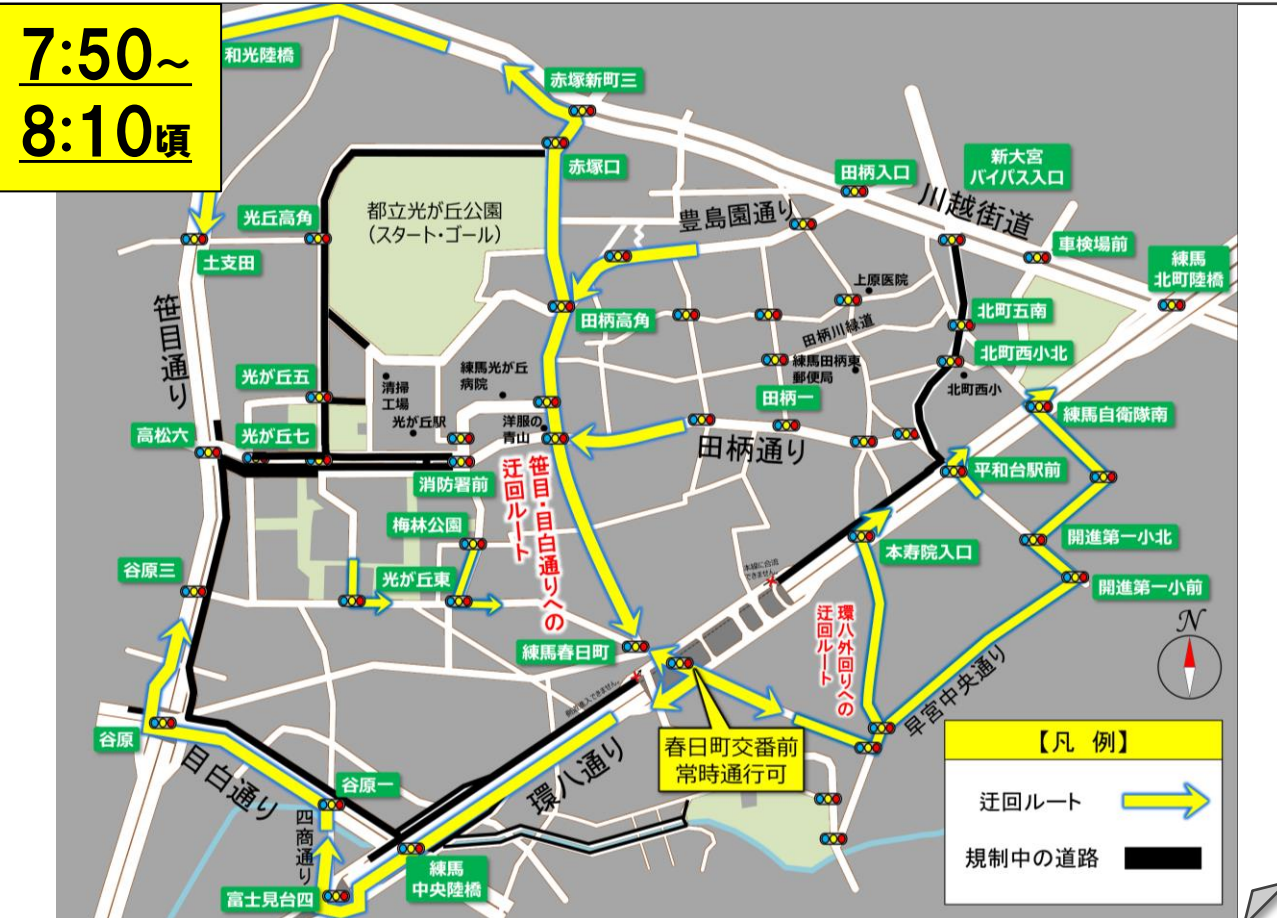 7:50~
8:10頃
和光陸橋
赤塚新町三
赤塚口
田柄入口
新大宮
バイパス入口
川越街道
車検場前
練馬
北町陸橋
光丘高角
都立光が丘公園
(スタート・ゴール)
豊島園通り
土支田
笹目通り
上原医院
田柄高角
北町五南
田柄川緑道
北町西小北
練馬光が丘
病院
練馬田柄東
郵便局
北町西小
光が丘五
清掃
工場
田柄一
練馬自衛隊南
高松六
光が丘七
光が丘駅
洋服の
青山
田柄通り
平和台駅前
消防署前
笹目・目白通りへの
迂回ルート
梅林公園
本寿院入口
開進第一小北
谷原三
光が丘東
本線に合流
できません。
開進第一小前
環八外回りへの
迂回ルート
N
練馬春日町
早宮中央通り
谷原
目白通り
環八通り
春日町交番前
常時通行可
【凡 例】
谷原一
迂回ルート
四商通り
規制中の道路
練馬
中央陸橋
富士見台四